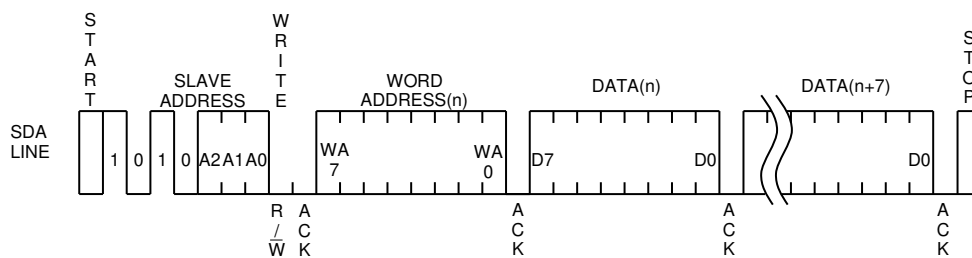 START
WRITE
STOP
SLAVE
ADDRESS
WORD
ADDRESS(n)
DATA(n)
DATA(n+7)
SDA
LINE
1 0 1 0 A2 A1 A0
WA
7
WA
0
D7
D0
D0
R
/
W
ACK
ACK
ACK
ACK